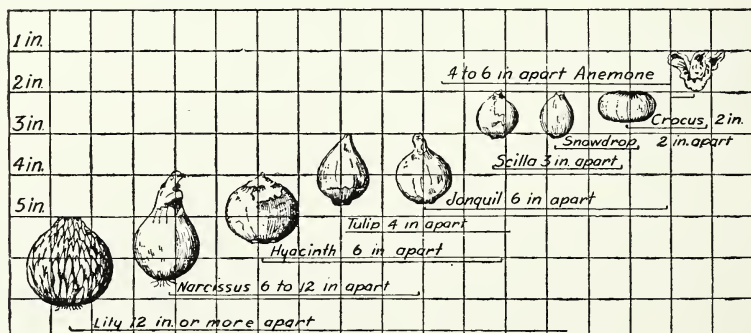 1 in.
2 in.
3 in.
4 in.
5 in.
4 to 6 in apart Anemone
Crocus, 2 in.
Snowdrop, 2 in. apart
Scilla 3 in. apart
Jonquil 6 in apart
Tulip 4 in apart
Hyacinth 6 in apart
Narcissus 6 to 12 in apart
Lily 12 in. or more apart